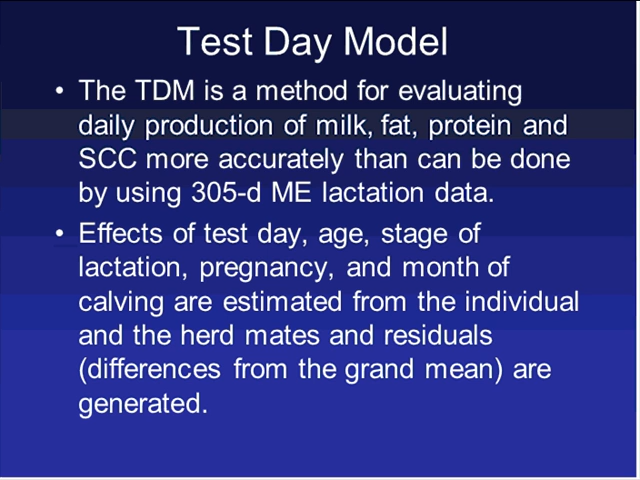 Test Day Model
• The TDM is a method for evaluating
daily production of milk, fat, protein and
SCC more accurately than can be done
by using 305-d ME lactation data.
• Effects of test day, age, stage of
lactation, pregnancy, and month of
calving are estimated from the individual
and the herd mates and residuals
(differences from the grand mean) are
generated.